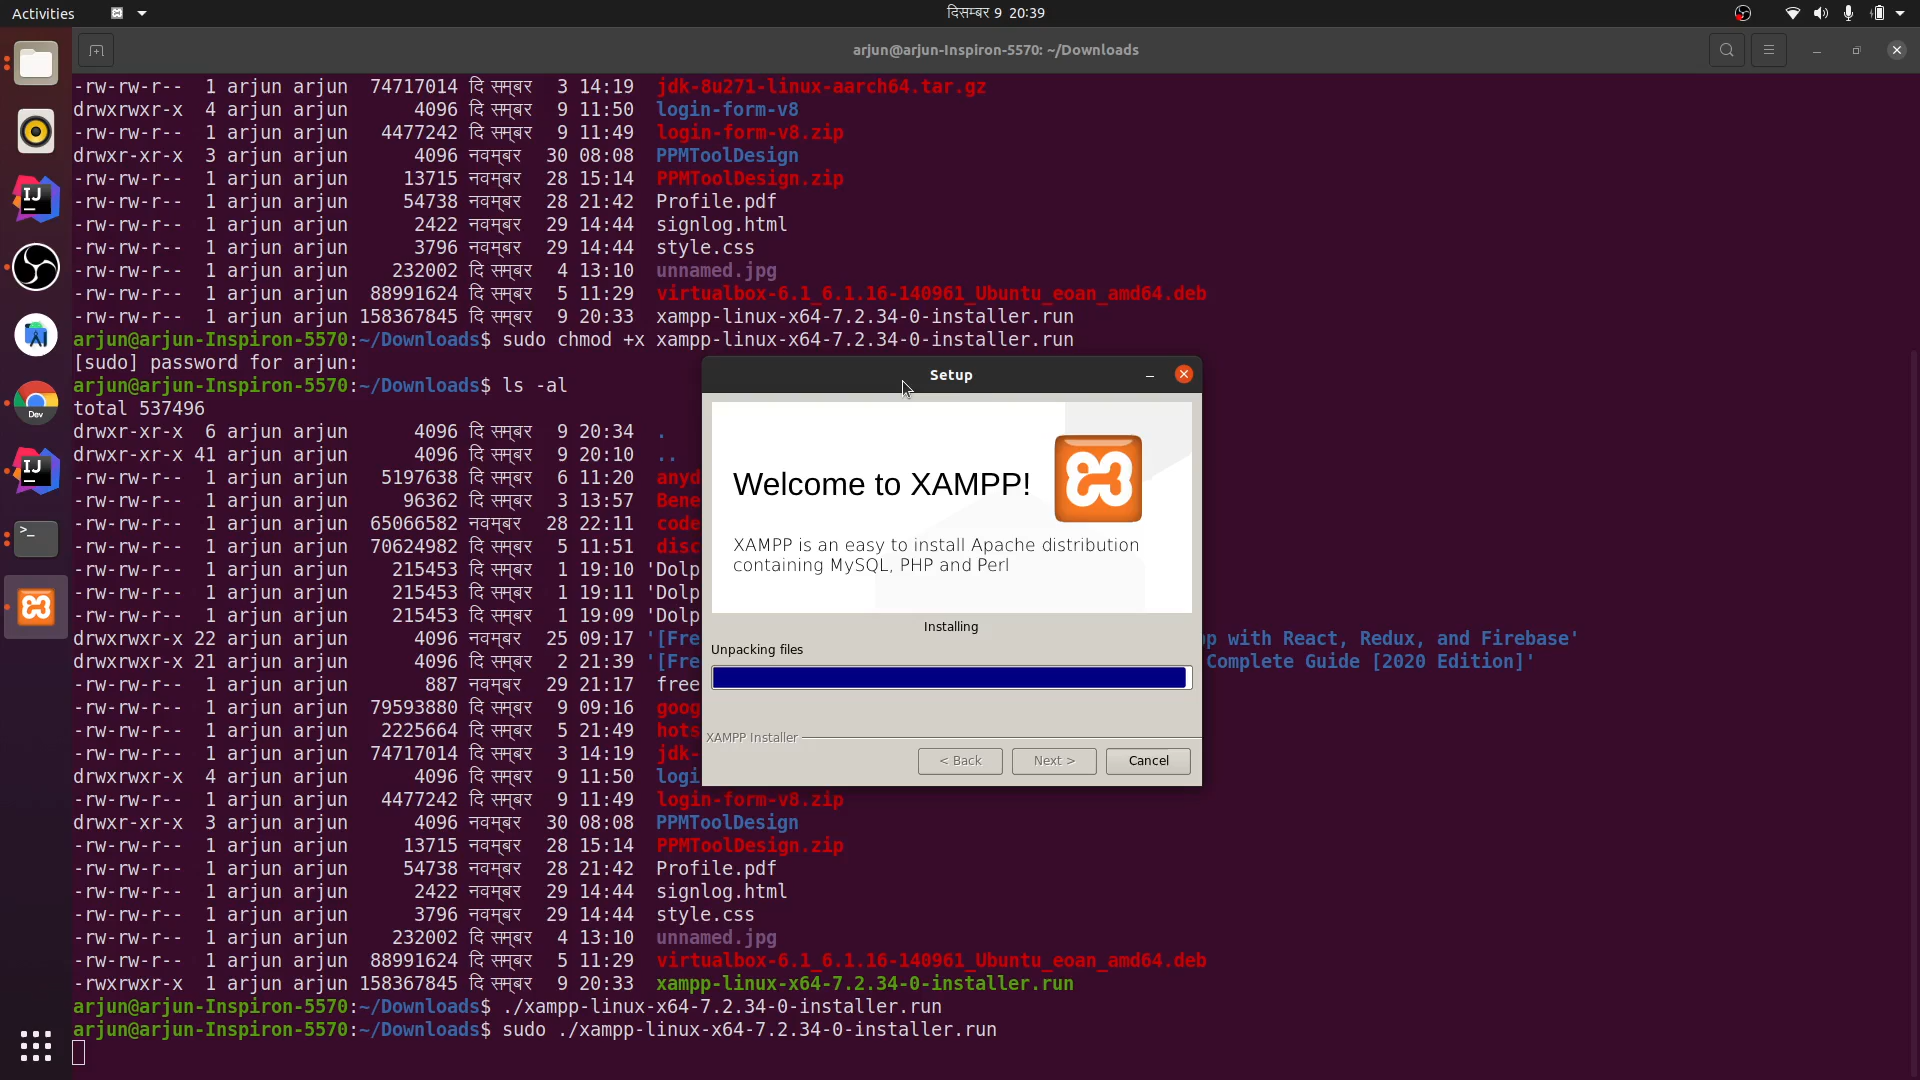 Activities
दिसम्बर 9 20:39
arjun@arjun-Inspiron-5570: ~/Downloads
-rw-rw-r-- 1 arjun arjun 74717014 दिसम्बर 3 14:19 jdk-8u271-linux-aarch64.tar.gz
drwxrwxr-x 4 arjun arjun 4096 दिसम्बर 9 11:50 login-form-v8
-rw-rw-r-- 1 arjun arjun 4477242 दिसम्बर 9 11:49 login-form-v8.zip
drwxr-xr-x 3 arjun arjun 4096 नवम्बर 30 08:08 PPMToolDesign
-rw-rw-r-- 1 arjun arjun 13715 नवम्बर 28 15:14 PPMToolDesign.zip
-rw-rw-r-- 1 arjun arjun 54738 नवम्बर 28 21:42 Profile.pdf
-rw-rw-r-- 1 arjun arjun 2422 नवम्बर 29 14:44 signlog.html
-rw-rw-r-- 1 arjun arjun 3796 नवम्बर 29 14:44 style.css
-rw-rw-r-- 1 arjun arjun 232002 दिसम्बर 4 13:10 unnamed.jpg
-rw-rw-r-- 1 arjun arjun 88991624 दिसम्बर 5 11:29 virtualbox-6.1_6.1.16-140961_Ubuntu_eoan_amd64.deb
-rw-rw-r-- 1 arjun arjun 158367845 दिसम्बर 9 20:33 xampp-linux-x64-7.2.34-0-installer.run
arjun@arjun-Inspiron-5570:~/Downloads$ sudo chmod +x xampp-linux-x64-7.2.34-0-installer.run
[sudo] password for arjun:
arjun@arjun-Inspiron-5570:~/Downloads$ ls -al
total 537496
drwxr-xr-x 6 arjun arjun 4096 दिसम्बर 9 20:34 .
drwxr-xr-x 41 arjun arjun 4096 दिसम्बर 9 20:10 ..
-rw-rw-r-- 1 arjun arjun 5197638 दिसम्बर 6 11:20 anyd
-rw-rw-r-- 1 arjun arjun 96362 दिसम्बर 3 13:57 Bene
-rw-rw-r-- 1 arjun arjun 65066582 नवम्बर 28 22:11 code
-rw-rw-r-- 1 arjun arjun 70624982 दिसम्बर 5 11:51 disc
-rw-rw-r-- 1 arjun arjun 215453 दिसम्बर 1 19:10 'Dolp
-rw-rw-r-- 1 arjun arjun 215453 दिसम्बर 1 19:11 'Dolp
-rw-rw-r-- 1 arjun arjun 215453 दिसम्बर 1 19:09 'Dolp
drwxrwxr-x 22 arjun arjun 4096 नवम्बर 25 09:17 '[Fre p with React, Redux, and Firebase'
drwxrwxr-x 21 arjun arjun 4096 दिसम्बर 2 21:39 '[Fre Complete Guide [2020 Edition]'
-rw-rw-r-- 1 arjun arjun 887 नवम्बर 29 21:17 free
-rw-rw-r-- 1 arjun arjun 79593880 दिसम्बर 9 09:16 goog
-rw-rw-r-- 1 arjun arjun 2225664 दिसम्बर 5 21:49 hots
-rw-rw-r-- 1 arjun arjun 74717014 दिसम्बर 3 14:19 jdk-
drwxrwxr-x 4 arjun arjun 4096 दिसम्बर 9 11:50 logi
-rw-rw-r-- 1 arjun arjun 4477242 दिसम्बर 9 11:49 login-form-v8.zip
drwxr-xr-x 3 arjun arjun 4096 नवम्बर 30 08:08 PPMToolDesign
-rw-rw-r-- 1 arjun arjun 13715 नवम्बर 28 15:14 PPMToolDesign.zip
-rw-rw-r-- 1 arjun arjun 54738 नवम्बर 28 21:42 Profile.pdf
-rw-rw-r-- 1 arjun arjun 2422 नवम्बर 29 14:44 signlog.html
-rw-rw-r-- 1 arjun arjun 3796 नवम्बर 29 14:44 style.css
-rw-rw-r-- 1 arjun arjun 232002 दिसम्बर 4 13:10 unnamed.jpg
-rw-rw-r-- 1 arjun arjun 88991624 दिसम्बर 5 11:29 virtualbox-6.1_6.1.16-140961_Ubuntu_eoan_amd64.deb
-rwxrwxr-x 1 arjun arjun 158367845 दिसम्बर 9 20:33 xampp-linux-x64-7.2.34-0-installer.run
arjun@arjun-Inspiron-5570:~/Downloads$ ./xampp-linux-x64-7.2.34-0-installer.run
arjun@arjun-Inspiron-5570:~/Downloads$ sudo ./xampp-linux-x64-7.2.34-0-installer.run
Setup
Welcome to XAMPP!
XAMPP is an easy to install Apache distribution
containing MySQL, PHP and Perl
Installing
Unpacking files
XAMPP Installer
< Back
Next >
Cancel
IJ
AI
Dev
IJ
>_